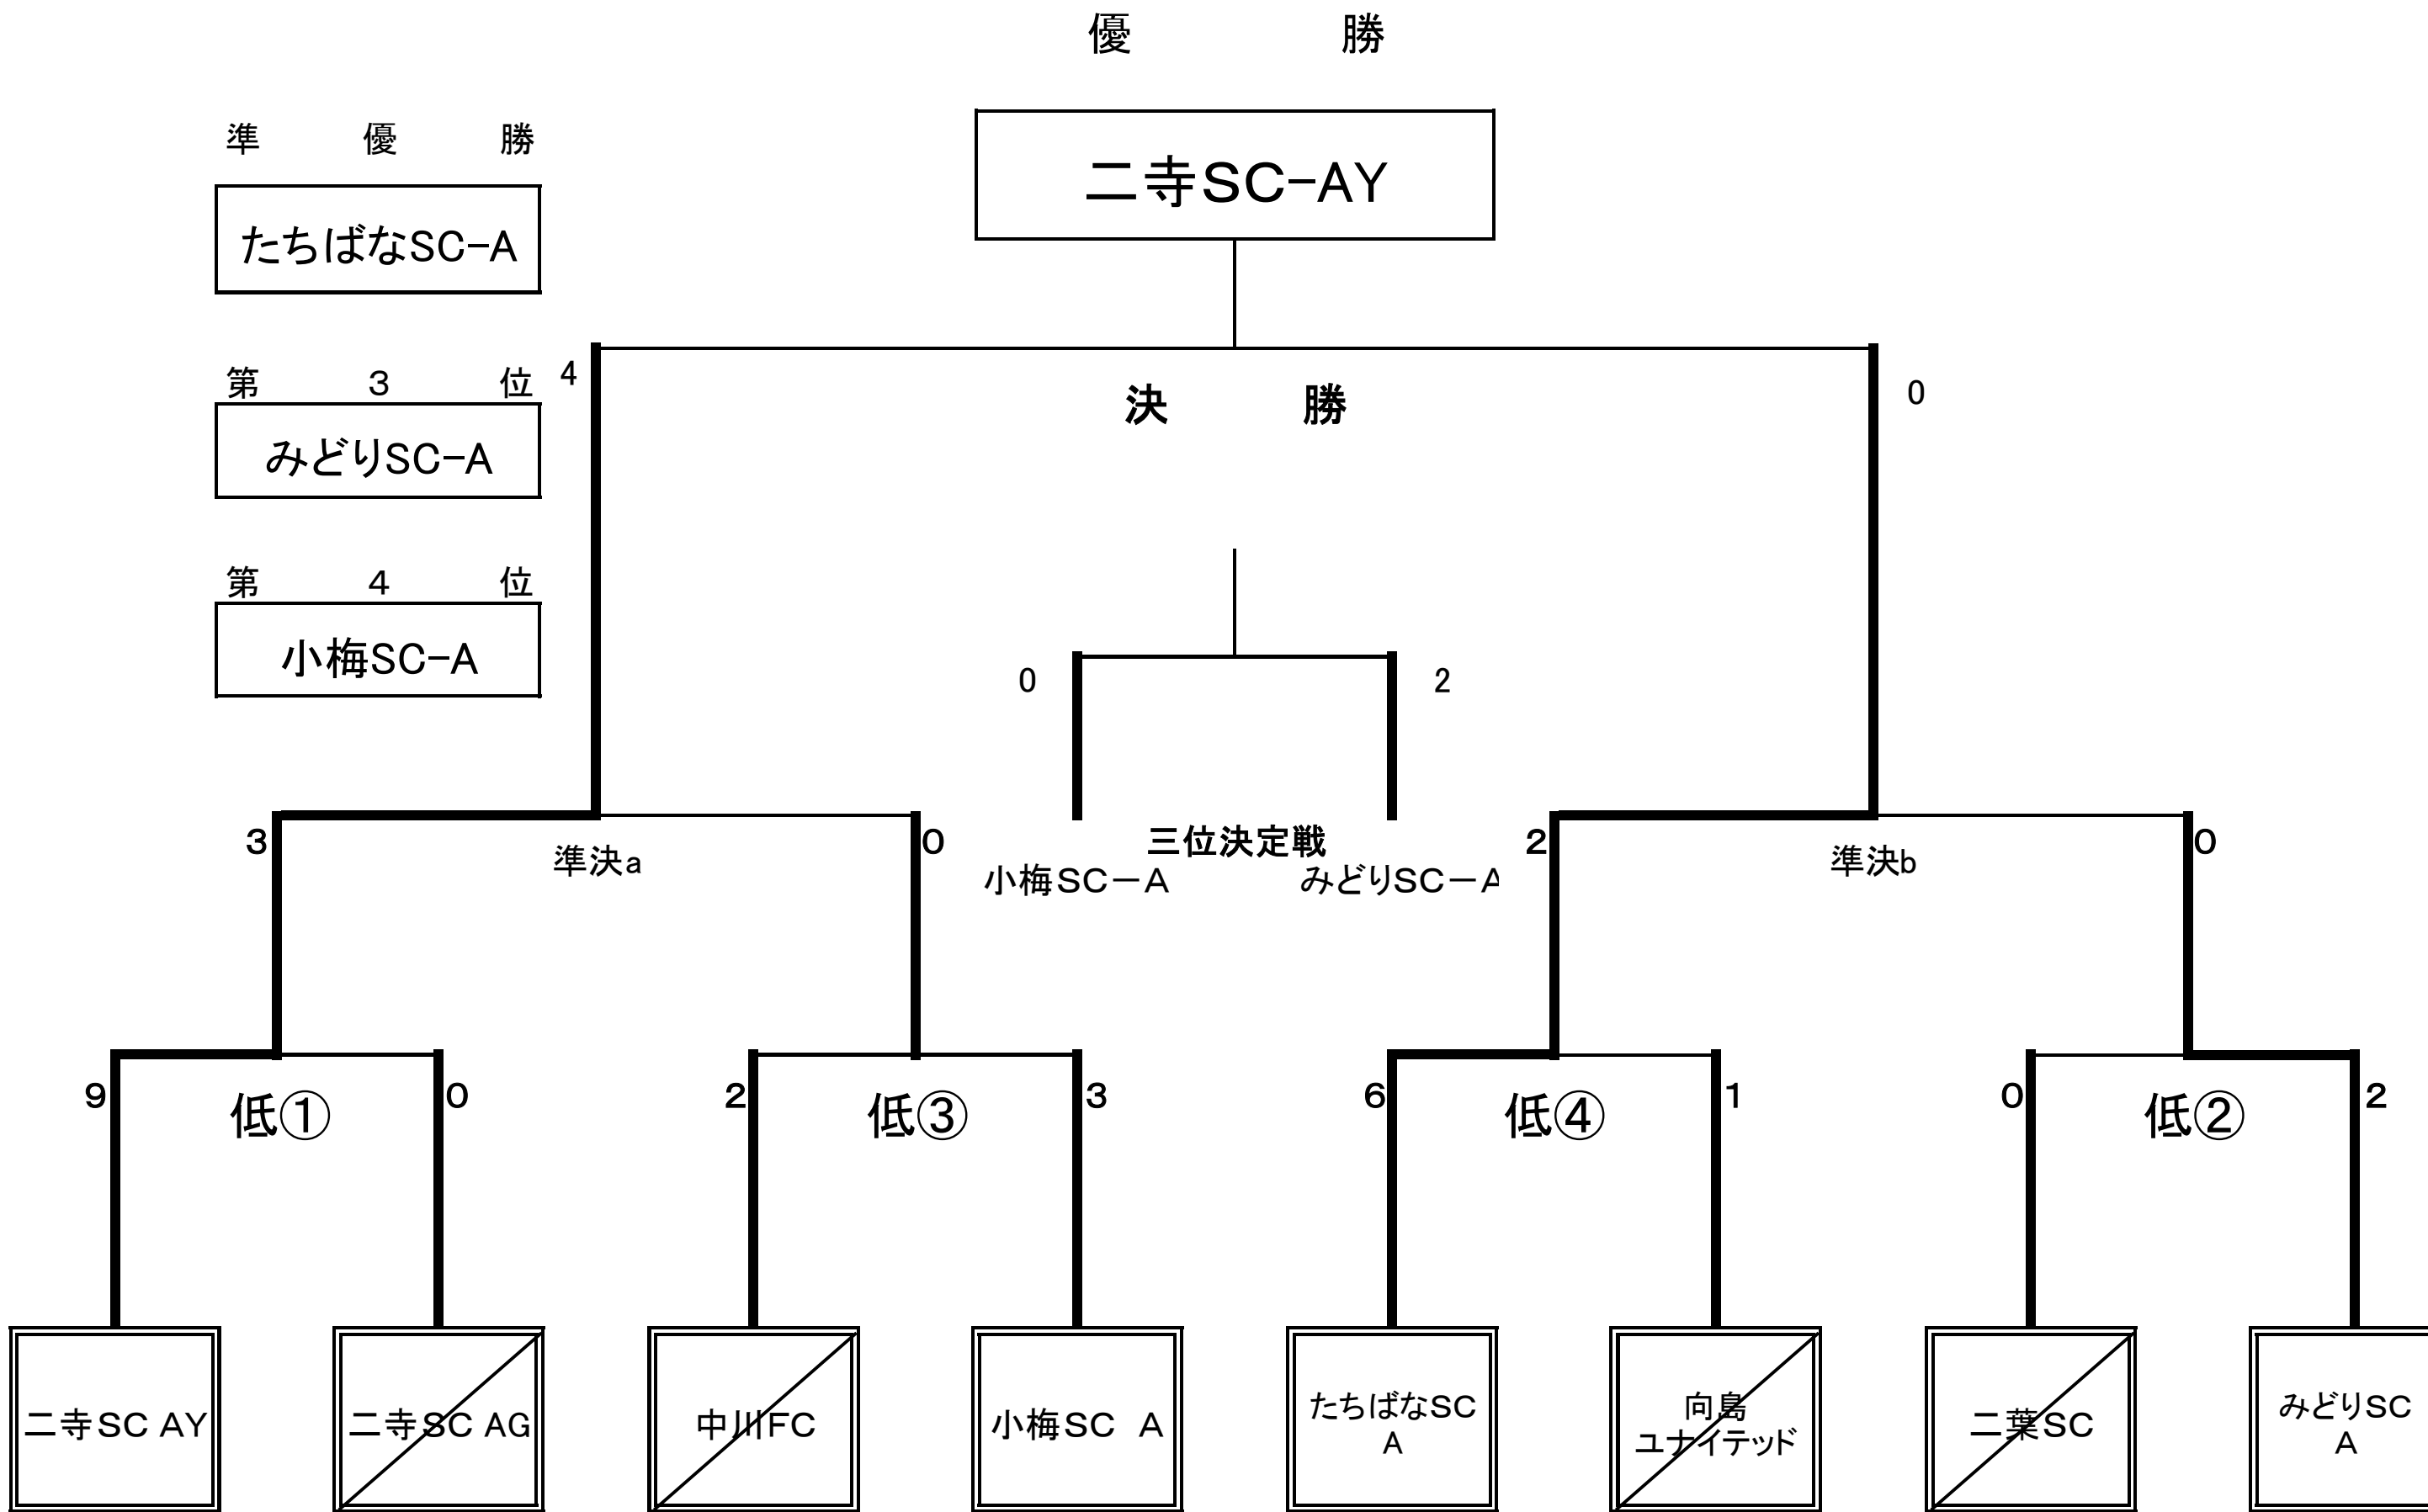 優 勝
二寺SC-AY
準 優 勝
たちばなSC-A
第 3 位
みどりSC-A
第 4 位
小梅SC-A
4
決 勝
0
0
2
三位決定戦
小梅SC-A
みどりSC-A
3
準決a
0
2
準決b
0
9
低①
0
2
低③
3
6
低④
1
0
低②
2
二寺SC AY
二寺SC AG
中川FC
小梅SC A
たちばなSC
A
向島
ユナイテッド
二葉SC
みどりSC
A